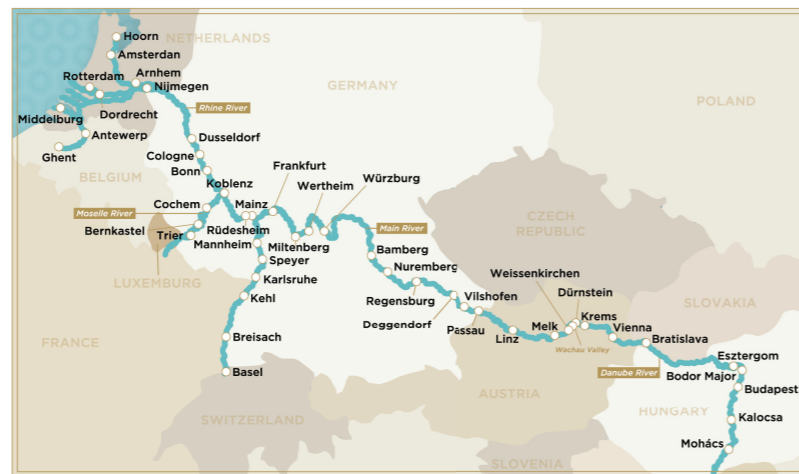 Hoorn
NETHERLANDS
Amsterdan
Rotterdam
Arnhem
Nijmegen
GERMANY
POLAND
Rhine River
Middelburg
Dordrecht
Antewerp
Dusseldorf
Ghent
Cologne
Bonn
BELGIUM
Koblenz
Frankfurt
Wertheim
Würzburg
Cochem
Mainz
Moselle River
Bernkastel
Rüdesheim
Trier
Mannheim
Miltenberg
Main River
CZECH
REPUBLIC
Bamberg
Speyer
Nuremberg
Weissenkirchen
LUXEMBURG
Karlsruhe
Regensburg
Vilshofen
Dürnstein
SLOVAKIA
Kehl
Deggendorf
Passau
Linz
Melk
Krems
Wachau Valley
Vienna
Bratislava
FRANCE
Breisach
Esztergom
Basel
Danube River
Bodor Major
Budapest
AUSTRIA
HUNGARY
SWITZERLAND
Kalocsa
Mohács
SLOVENIA